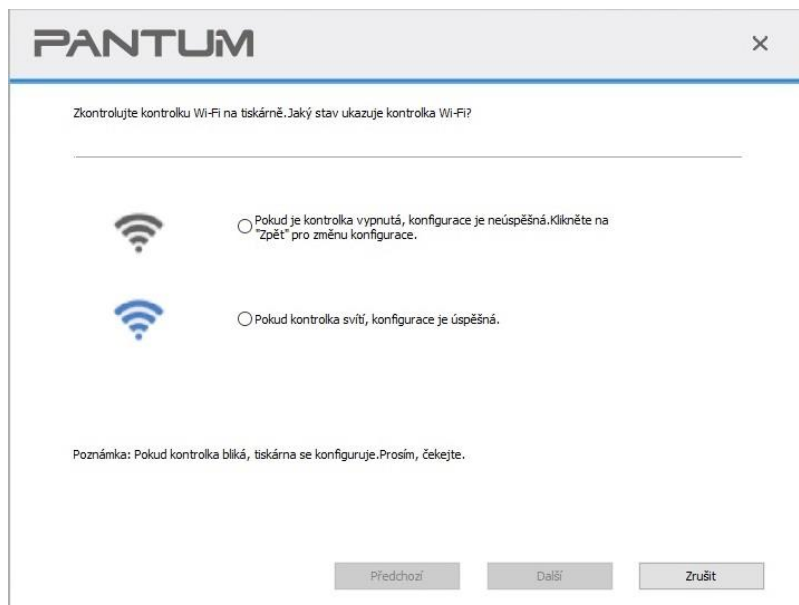 PANTUM
Zkontrolujte kontrolku Wi-Fi na tiskárně.Jaký stav ukazuje kontrolka Wi-Fi?
Pokud je kontrolka vypnutá, konfigurace je neúspěšná.Klikněte na
"Zpět" pro změnu konfigurace.
Pokud kontrolka svítí, konfigurace je úspěšná.
Poznámka: Pokud kontrolka bliká, tiskárna se konfiguruje.Prosím, čekejte.
Předchozí
Další
Zrušit